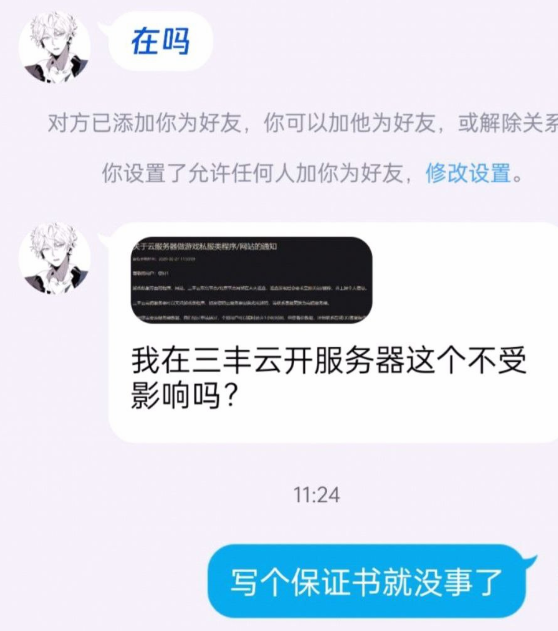 在吗
对方已添加你为好友，你可以加他为好友，或解除关系
你设置了允许任何人加你为好友，修改设置。
关于云服务器做游戏私服类程序/网站的通知
我在三丰云开服务器这个不受
影响吗？
11:24
写个保证书就没事了